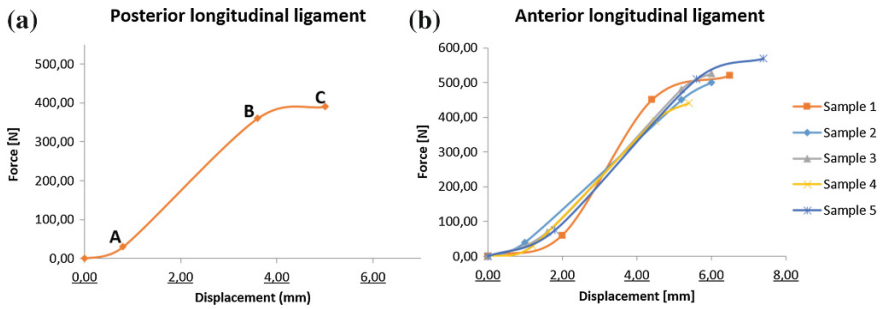 (a)
Posterior longitudinal ligament
500,00
400,00
300,00
200,00
100,00
0,00
Force [N]
A
B
C
0,00 2,00 4,00 6,00
Displacement (mm)
(b)
Anterior longitudinal ligament
600,00
500,00
400,00
300,00
200,00
100,00
0,00
Force [N]
0,00 2,00 4,00 6,00 8,00
Displacement [mm]
Sample 1
Sample 2
Sample 3
Sample 4
Sample 5